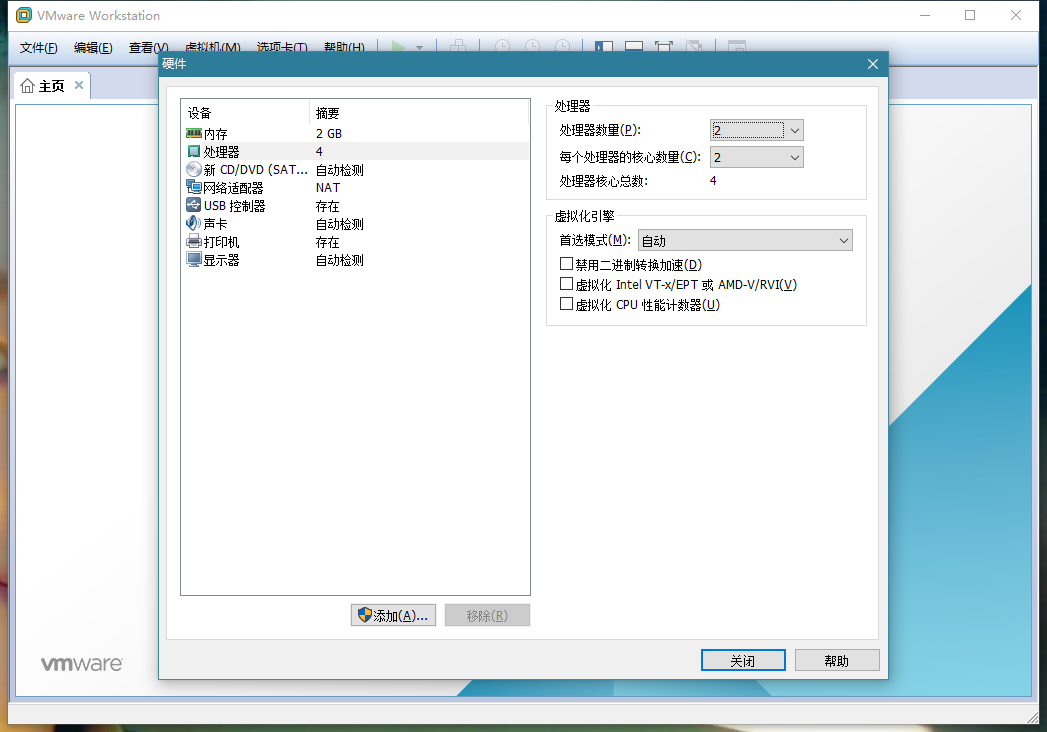 VMware Workstation
文件(F) 编辑(E) 查看(V) 虚拟机(M) 选项卡(T) 帮助(H)
硬件
主页
设备 摘要
内存 2 GB
处理器 4
新 CD/DVD (SAT... 自动检测
网络适配器 NAT
USB 控制器 存在
声卡 自动检测
打印机 存在
显示器 自动检测
添加(A)... 移除(R)
处理器
处理器数量(P): 2
每个处理器的核心数量(C): 2
处理器核心总数: 4
虚拟化引擎
首选模式(M): 自动
禁用二进制转换加速(D)
虚拟化 Intel VT-x/EPT 或 AMD-V/RVI(V)
虚拟化 CPU 性能计数器(U)
关闭 帮助
vmware